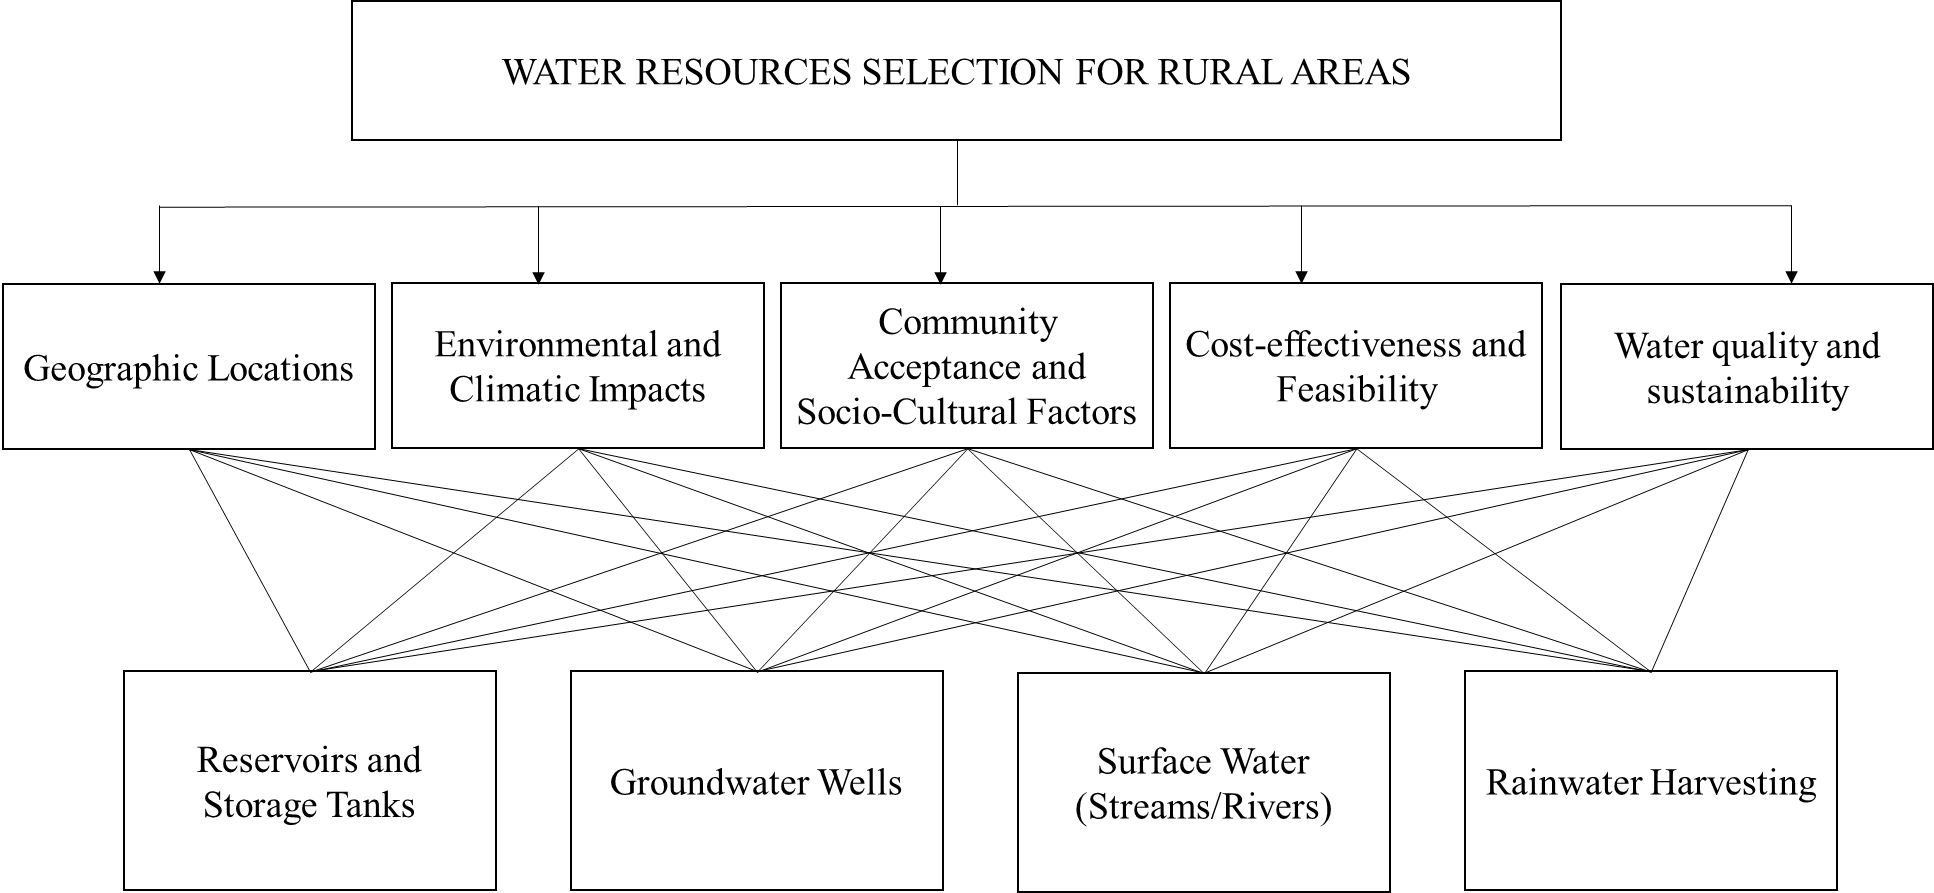 WATER RESOURCES SELECTION FOR RURAL AREAS
Geographic Locations
Environmental and
Climatic Impacts
Community
Acceptance and
Socio-Cultural Factors
Cost-effectiveness and
Feasibility
Water quality and
sustainability
Reservoirs and
Storage Tanks
Groundwater Wells
Surface Water
(Streams/Rivers)
Rainwater Harvesting